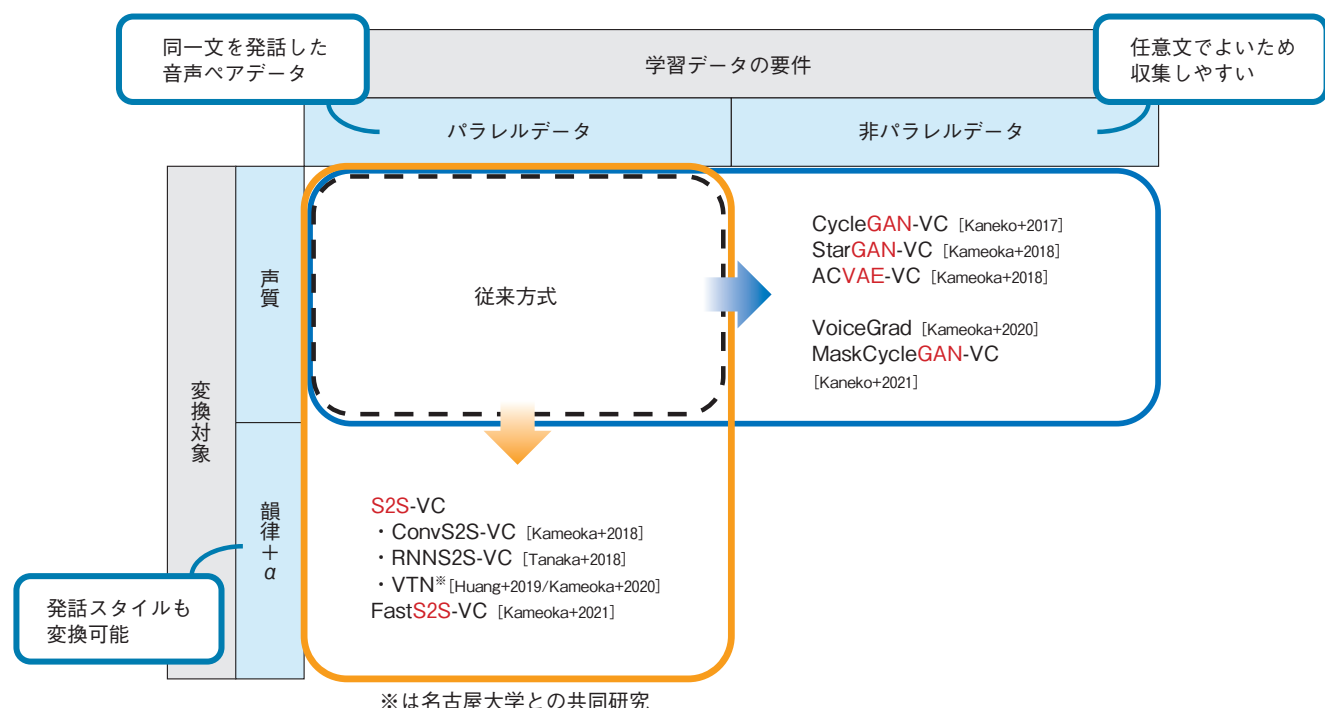 同一文を発話した
音声ペアデータ
学習データの要件
任意文でよいため
収集しやすい
パラレルデータ
非パラレルデータ
変換対象
声質
従来方式
CycleGAN-VC [Kaneko+2017]
StarGAN-VC [Kameoka+2018]
ACVAE-VC [Kameoka+2018]
VoiceGrad [Kameoka+2020]
MaskCycleGAN-VC
[Kaneko+2021]
韻律+α
S2S-VC
・ConvS2S-VC [Kameoka+2018]
・RNNS2S-VC [Tanaka+2018]
・VTN※[Huang+2019/Kameoka+2020]
FastS2S-VC [Kameoka+2021]
発話スタイルも
変換可能
※は名古屋大学との共同研究